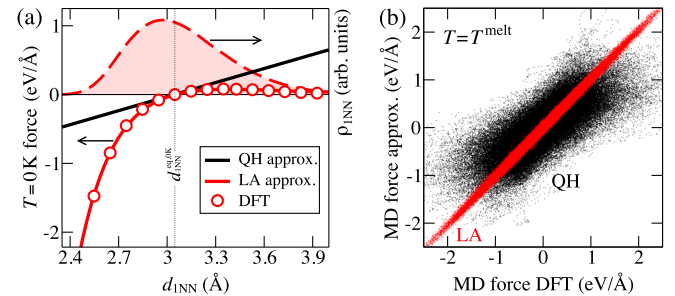 (a)
T=0K force (eV/Å)
1
0
-1
-2
2.4 2.7 3 3.3 3.6 3.9
d1NN (Å)
d1NN eq,0K
QH approx.
LA approx.
DFT
ρ1NN (arb. units)
(b)
MD force approx. (eV/Å)
2
1
0
-1
-2
-2 -1 0 1 2
MD force DFT (eV/Å)
T=Tmelt
QH
LA